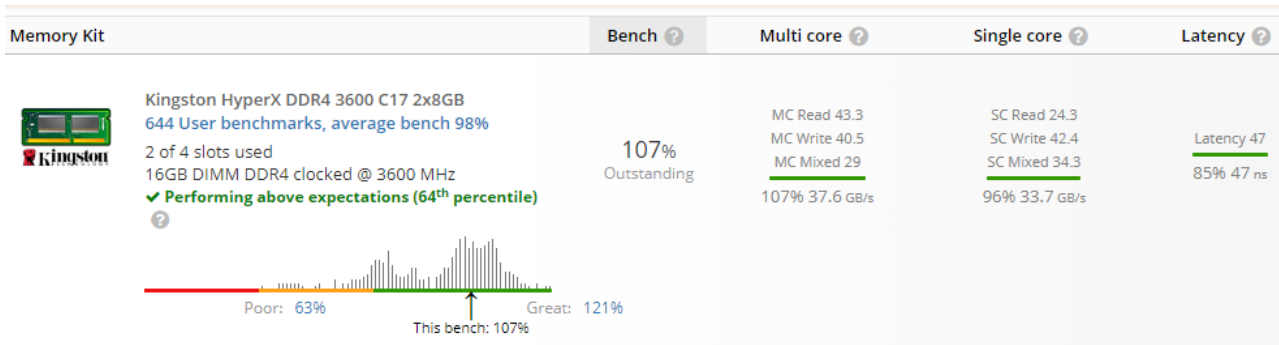 Memory Kit Bench ? Multi core ? Single core ? Latency ?
Kingston HyperX DDR4 3600 C17 2x8GB
644 User benchmarks, average bench 98%
2 of 4 slots used
16GB DIMM DDR4 clocked @ 3600 MHz
✔ Performing above expectations (64th percentile)
?
Kingston
107%
Outstanding
MC Read 43.3
MC Write 40.5
MC Mixed 29
107% 37.6 GB/s
SC Read 24.3
SC Write 42.4
SC Mixed 34.3
96% 33.7 GB/s
Latency 47
85% 47 ns
Poor: 63% Great: 121%
This bench: 107%